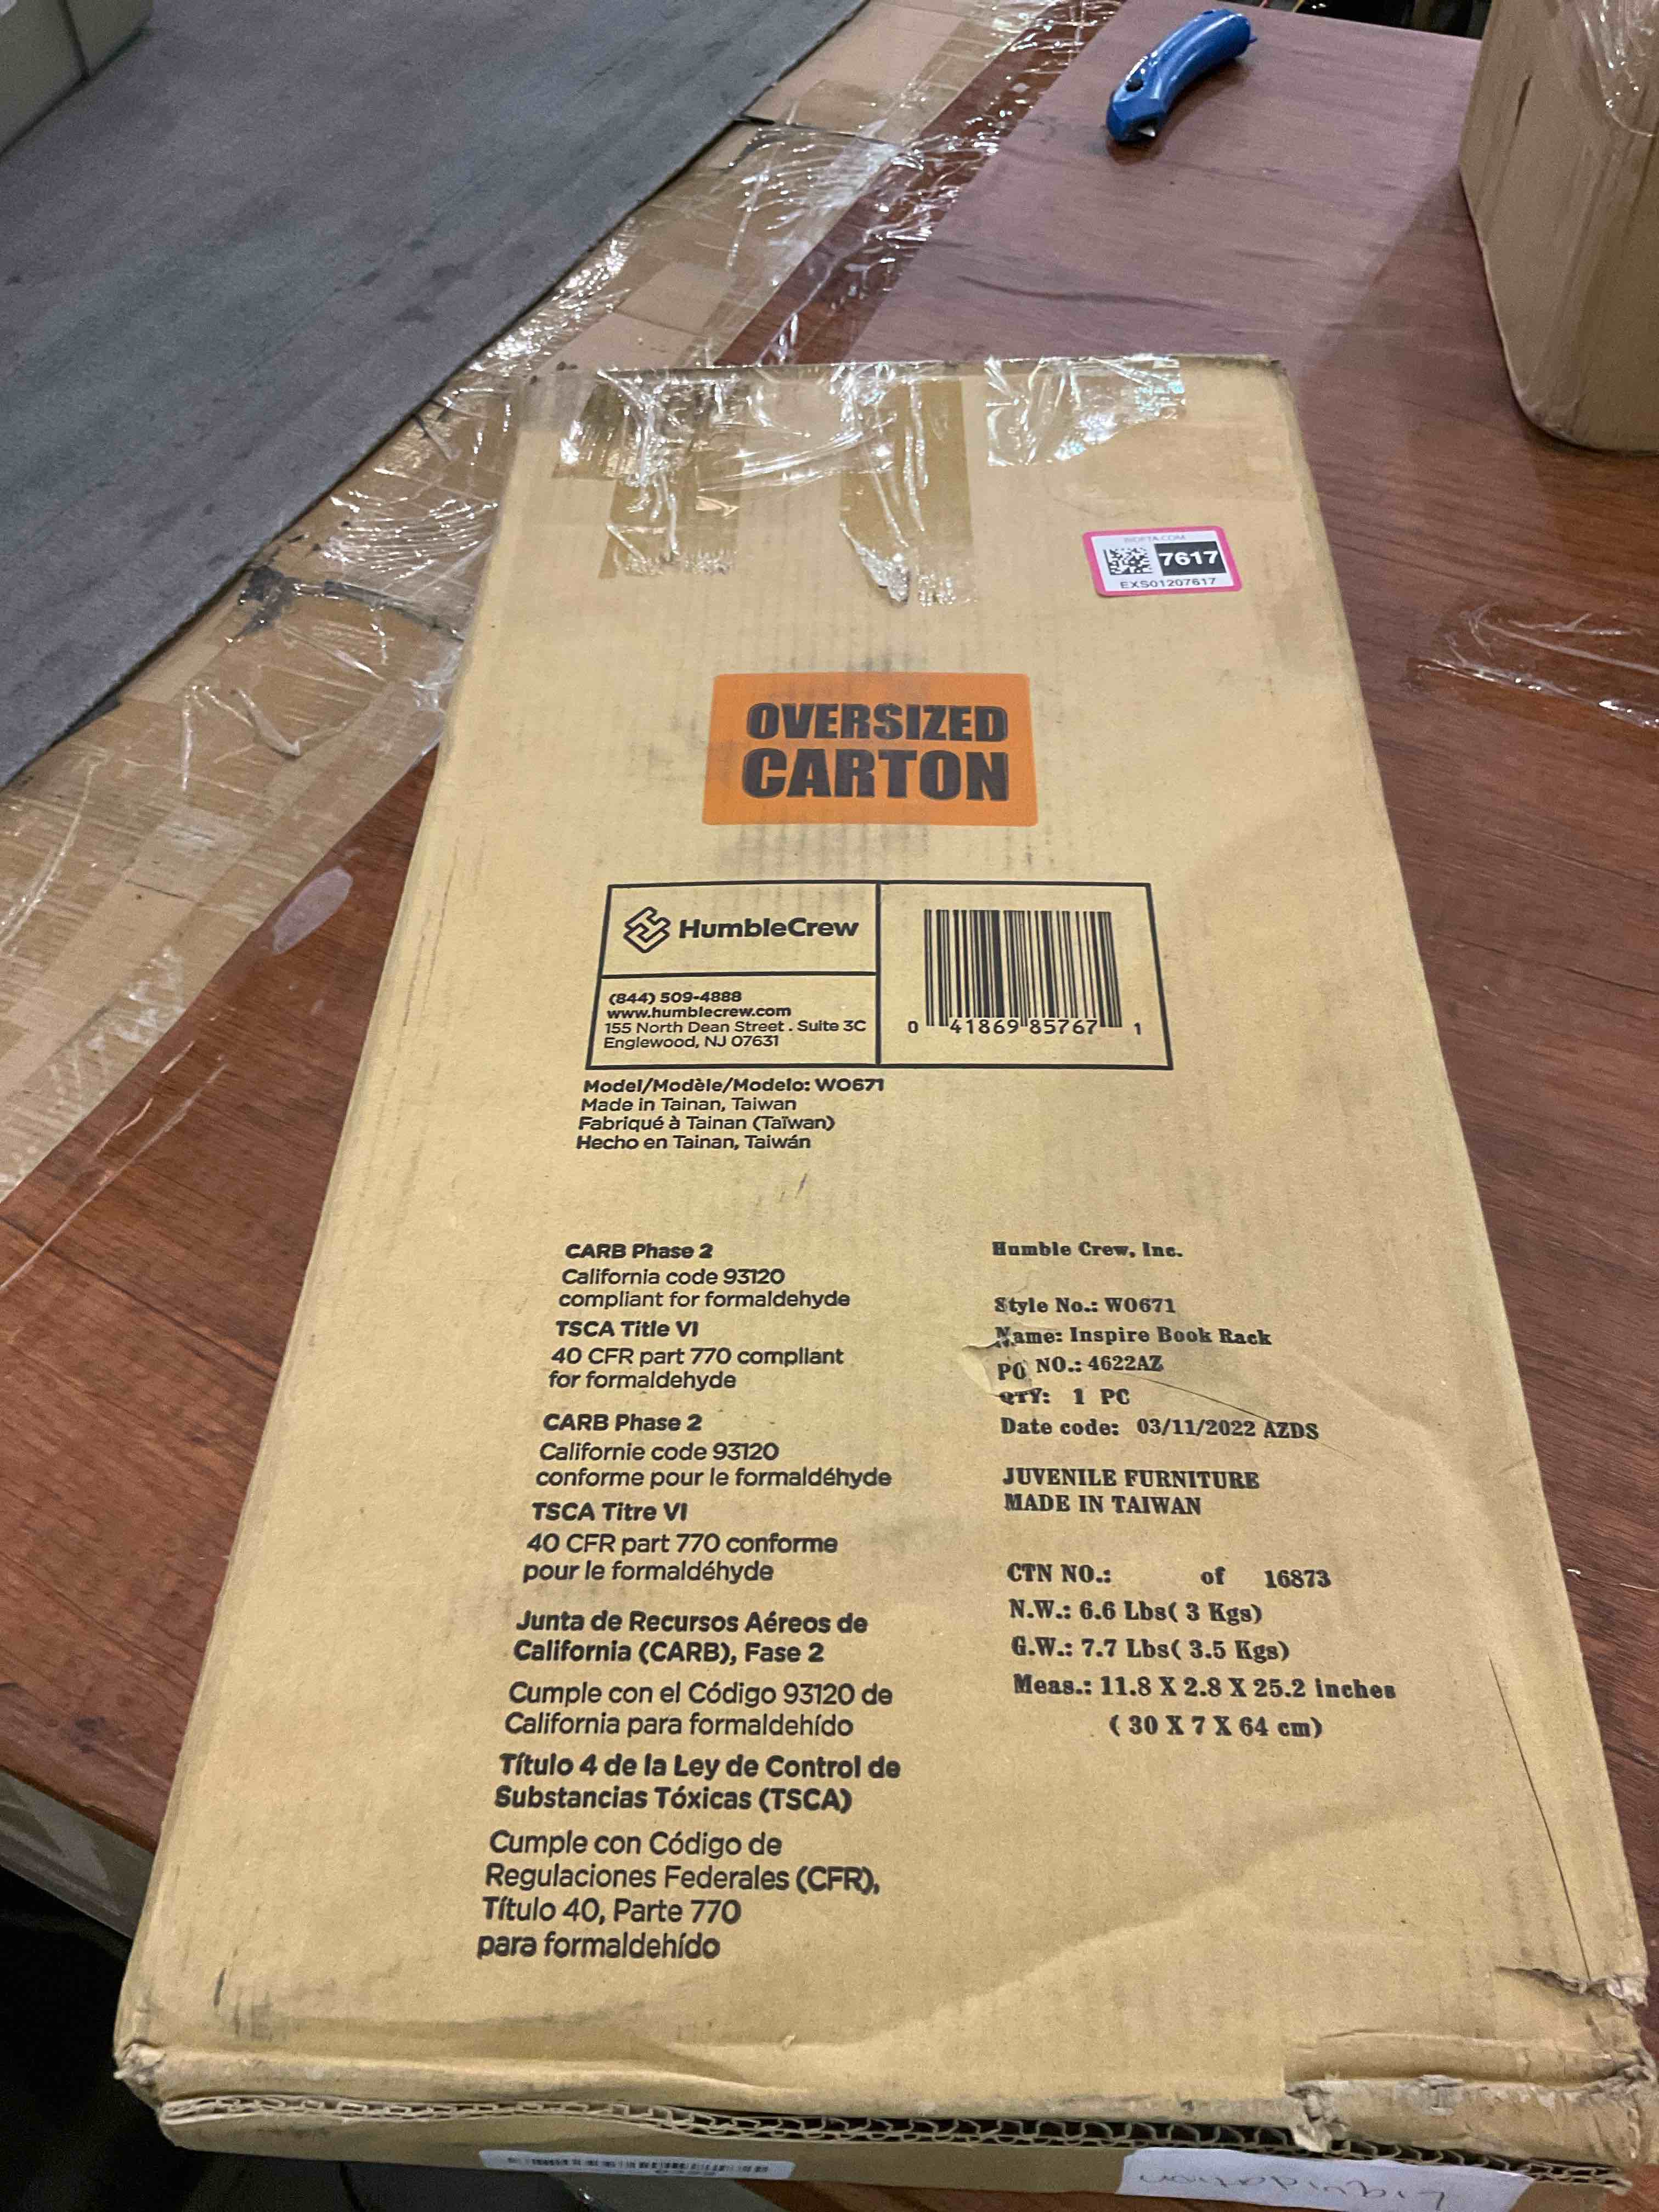 7617
EXS01207617
OVERSIZED
CARTON
HumbleCrew
(844) 509-4888
www.humblecrew.com
155 North Dean Street . Suite 3C
Englewood, NJ 07631
0 41869 85767 1
Model/Modèle/Modelo: WO671
Made in Tainan, Taiwan
Fabriqué à Tainan (Taïwan)
Hecho en Tainan, Taiwán
CARB Phase 2
California code 93120
compliant for formaldehyde
TSCA Title VI
40 CFR part 770 compliant
for formaldehyde
CARB Phase 2
Californie code 93120
conforme pour le formaldéhyde
TSCA Titre VI
40 CFR part 770 conforme
pour le formaldéhyde
Junta de Recursos Aéreos de
California (CARB), Fase 2
Cumple con el Código 93120 de
California para formaldehído
Título 4 de la Ley de Control de
Substancias Tóxicas (TSCA)
Cumple con Código de
Regulaciones Federales (CFR),
Título 40, Parte 770
para formaldehído
Humble Crew, Inc.
Style No.: WO671
Name: Inspire Book Rack
PO NO.: 4622AZ
QTY: 1 PC
Date code: 03/11/2022 AZDS
JUVENILE FURNITURE
MADE IN TAIWAN
CTN NO.: of 16873
N.W.: 6.6 Lbs( 3 Kgs)
G.W.: 7.7 Lbs( 3.5 Kgs)
Meas.: 11.8 X 2.8 X 25.2 inches
( 30 X 7 X 64 cm)
Liquidation